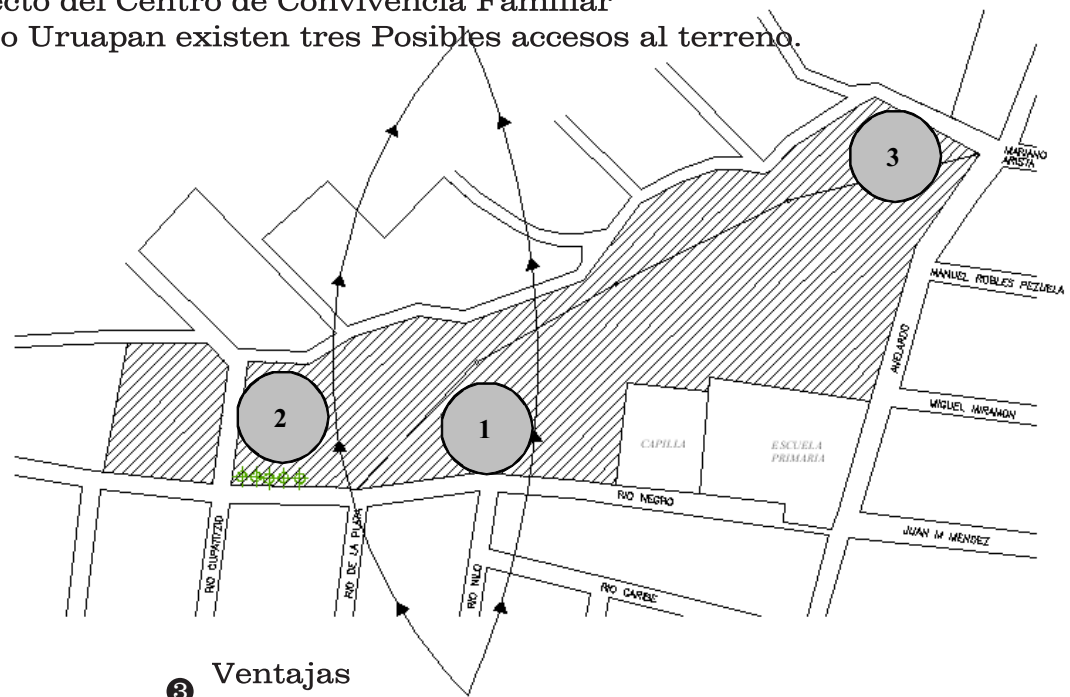 ecto del Centro de Convivencia Familiar
o Uruapan existen tres Posibles accesos al terreno.
3
MARIANO
ARISTA
MANUEL ROBLES PEZUELA
ABELARDO
2
1
MIGUEL MIRAMON
CAPILLA
ESCUELA
PRIMARIA
RIO NEGRO
JUAN M MENDEZ
RIO CUPATITZIO
RIO DE LA PLATA
RIO NILO
RIO CARIBE
❸ Ventajas